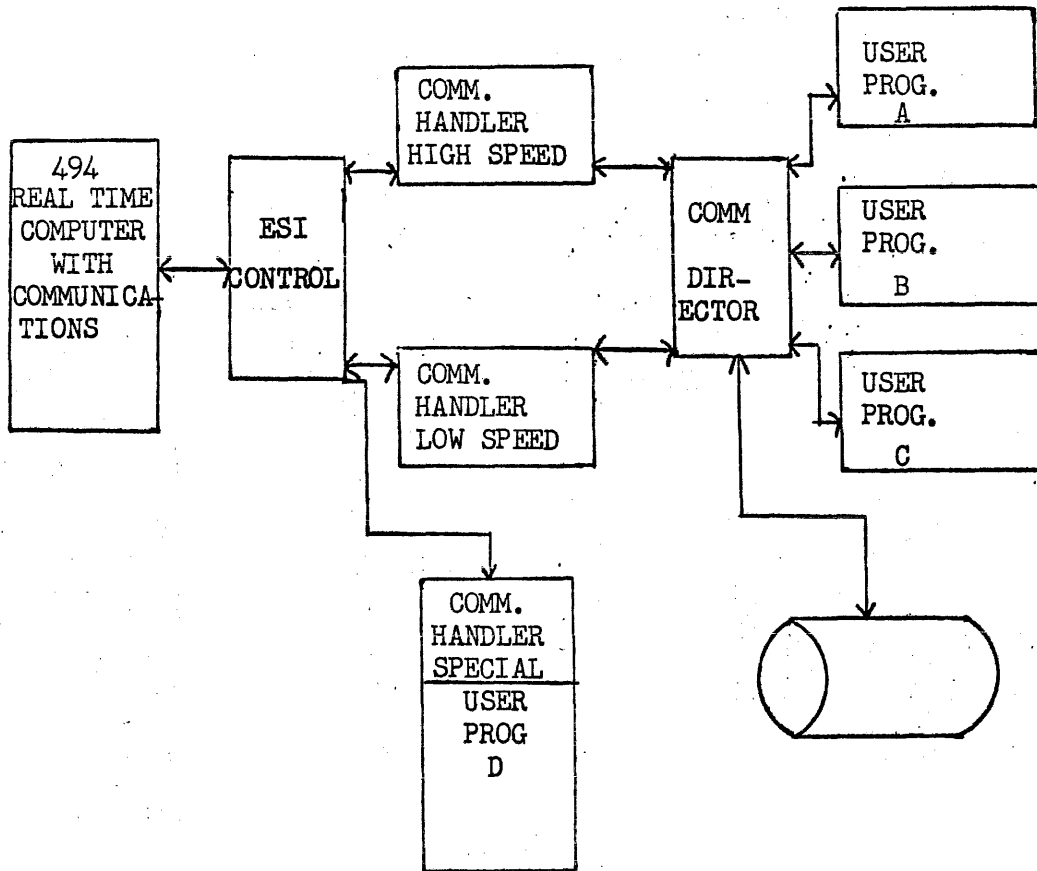 494
REAL TIME
COMPUTER
WITH
COMMUNICA-
TIONS
ESI
CONTROL
COMM.
HANDLER
HIGH SPEED
COMM.
HANDLER
LOW SPEED
COMM.
HANDLER
SPECIAL
USER
PROG
D
COMM
DIR-
ECTOR
USER
PROG.
A
USER
PROG.
B
USER
PROG.
C